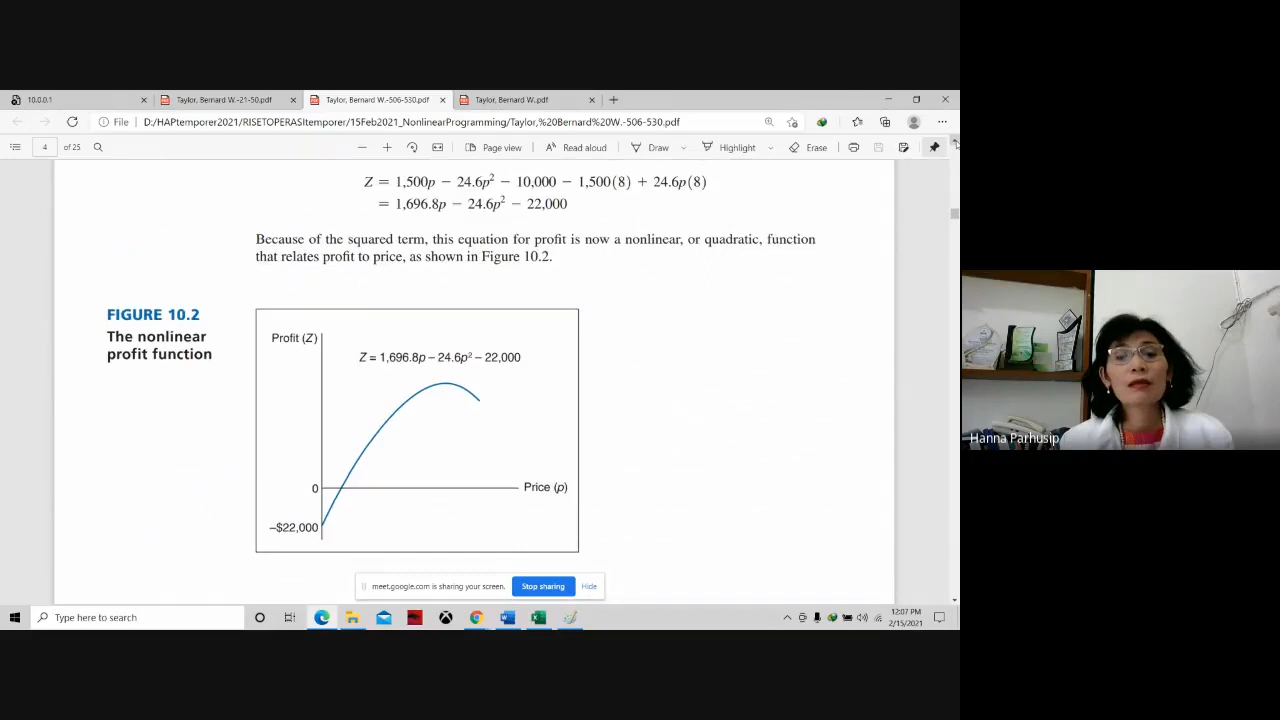 10.0.0.1
Taylor, Bernard W.-21-50.pdf
Taylor, Bernard W.-506-530.pdf
Taylor, Bernard W..pdf
File
D:/HAPtemporer2021/RISETOPERASItemporer/15Feb2021_NonlinearProgramming/Taylor,%20Bernard%20W.-506-530.pdf
4 of 25
Page view
Read aloud
Draw
Highlight
Erase
Z = 1,500p − 24.6p² − 10,000 − 1,500(8) + 24.6p(8)
= 1,696.8p − 24.6p² − 22,000
Because of the squared term, this equation for profit is now a nonlinear, or quadratic, function
that relates profit to price, as shown in Figure 10.2.
FIGURE 10.2
The nonlinear
profit function
Profit (Z)
Z = 1,696.8p − 24.6p² − 22,000
0
Price (p)
–$22,000
Hanna Parhusip
meet.google.com is sharing your screen.
Stop sharing
Hide
Type here to search
12:07 PM
2/15/2021